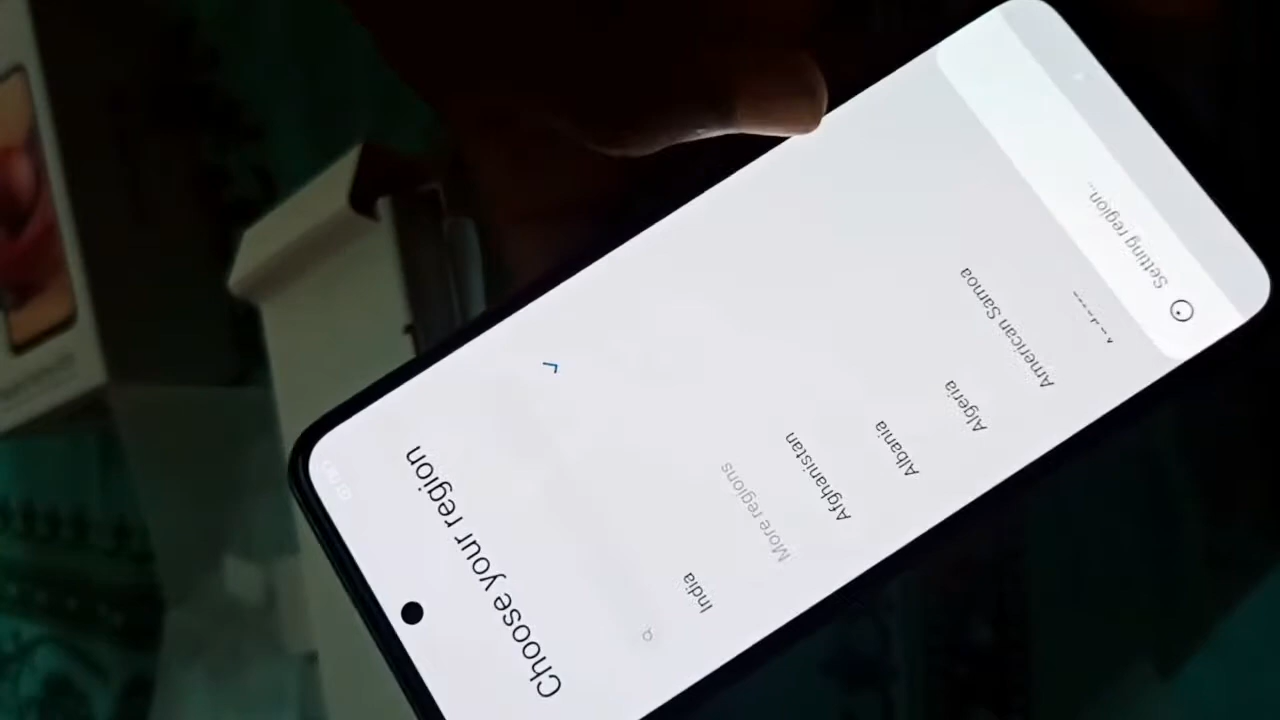 Choose your region
India
More regions
Afghanistan
Albania
Algeria
American Samoa
Setting region...